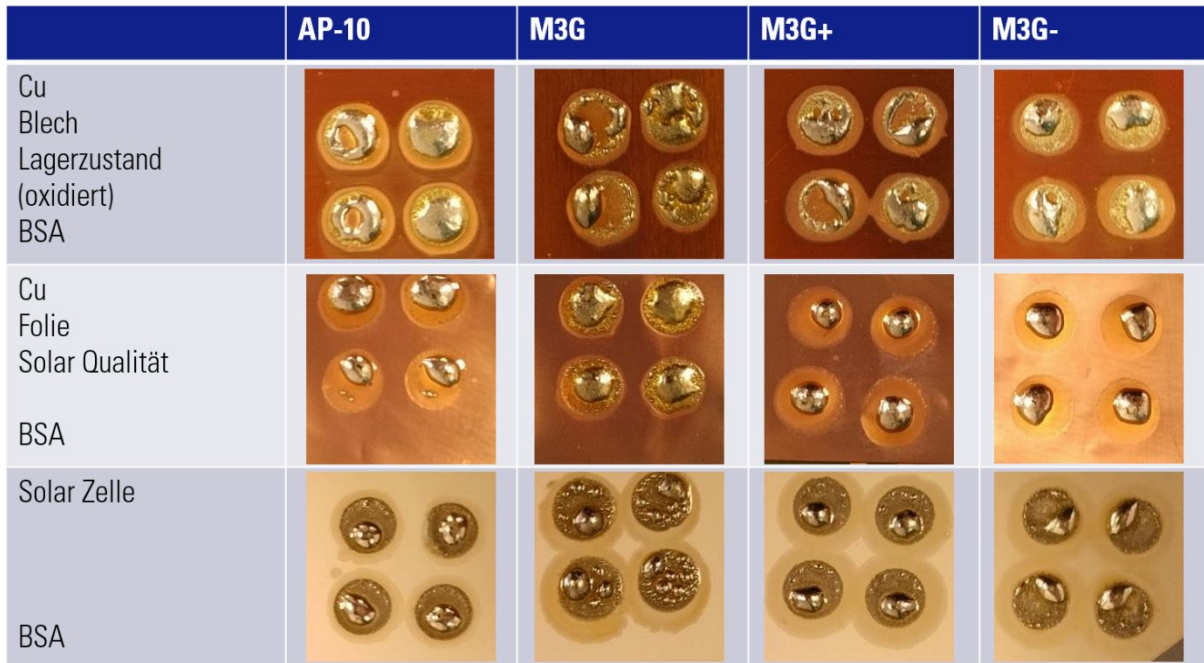 AP-10
M3G
M3G+
M3G-
Cu
Blech
Lagerzustand
(oxidiert)
BSA
Cu
Folie
Solar Qualität
BSA
Solar Zelle
BSA